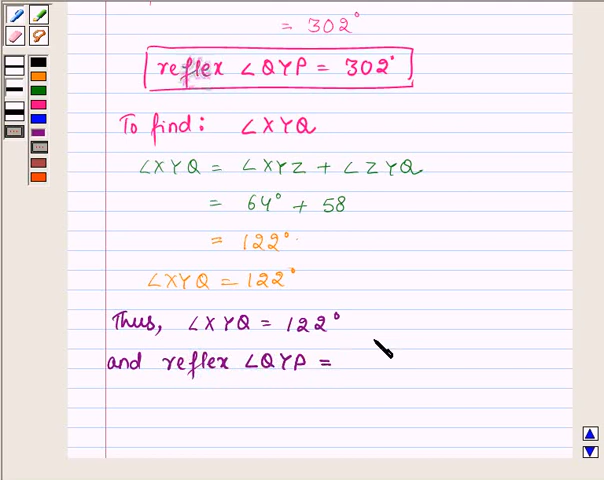 = 302°
reflex ∠QYP = 302°
To find: ∠XYQ
∠XYQ = ∠XYZ + ∠ZYQ
= 64° + 58
= 122°
∠XYQ = 122°
Thus, ∠XYQ = 122°
and reflex ∠QYP =